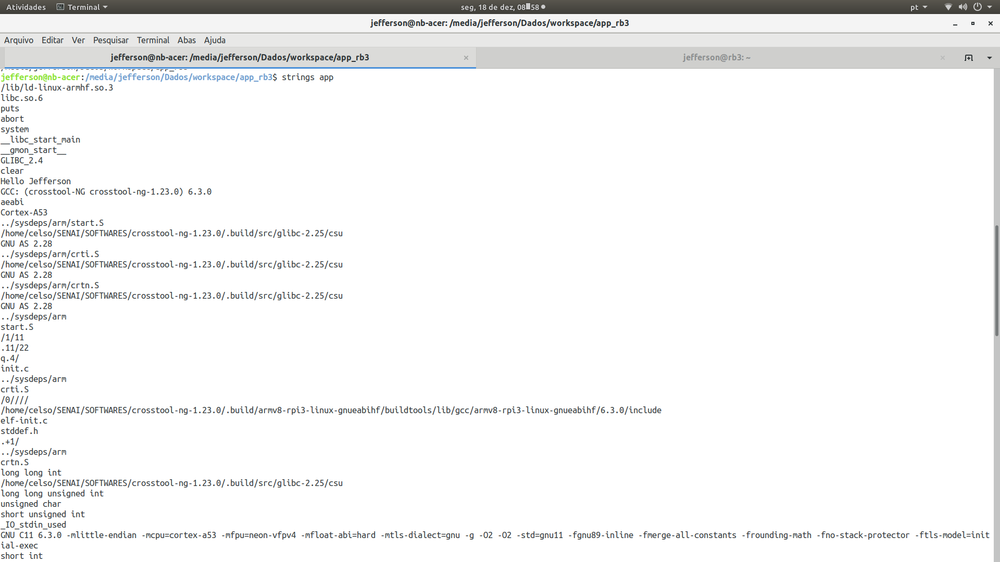 Atividades Terminal seg, 18 de dez, 08 58 pt
jefferson@nb-acer: /media/jefferson/Dados/workspace/app_rb3
Arquivo Editar Ver Pesquisar Terminal Abas Ajuda
jefferson@nb-acer: /media/jefferson/Dados/workspace/app_rb3 × jefferson@rb3: ~ ×
jefferson@nb-acer:/media/jefferson/Dados/workspace/app_rb3$ strings app
/lib/ld-linux-armhf.so.3
libc.so.6
puts
abort
system
__libc_start_main
__gmon_start__
GLIBC_2.4
clear
Hello Jefferson
GCC: (crosstool-NG crosstool-ng-1.23.0) 6.3.0
aeabi
Cortex-A53
../sysdeps/arm/start.S
/home/celso/SENAI/SOFTWARES/crosstool-ng-1.23.0/.build/src/glibc-2.25/csu
GNU AS 2.28
../sysdeps/arm/crti.S
/home/celso/SENAI/SOFTWARES/crosstool-ng-1.23.0/.build/src/glibc-2.25/csu
GNU AS 2.28
../sysdeps/arm/crtn.S
/home/celso/SENAI/SOFTWARES/crosstool-ng-1.23.0/.build/src/glibc-2.25/csu
GNU AS 2.28
../sysdeps/arm
start.S
/1/11
.11/22
q.4/
init.c
../sysdeps/arm
crti.S
/0////
/home/celso/SENAI/SOFTWARES/crosstool-ng-1.23.0/.build/armv8-rpi3-linux-gnueabihf/buildtools/lib/gcc/armv8-rpi3-linux-gnueabihf/6.3.0/include
elf-init.c
stddef.h
.+1/
../sysdeps/arm
crtn.S
long long int
/home/celso/SENAI/SOFTWARES/crosstool-ng-1.23.0/.build/src/glibc-2.25/csu
long long unsigned int
unsigned char
short unsigned int
_IO_stdin_used
GNU C11 6.3.0 -mlittle-endian -mcpu=cortex-a53 -mfpu=neon-vfpv4 -mfloat-abi=hard -mtls-dialect=gnu -g -O2 -O2 -std=gnu11 -fgnu89-inline -fmerge-all-constants -frounding-math -fno-stack-protector -ftls-model=init
ial-exec
short int